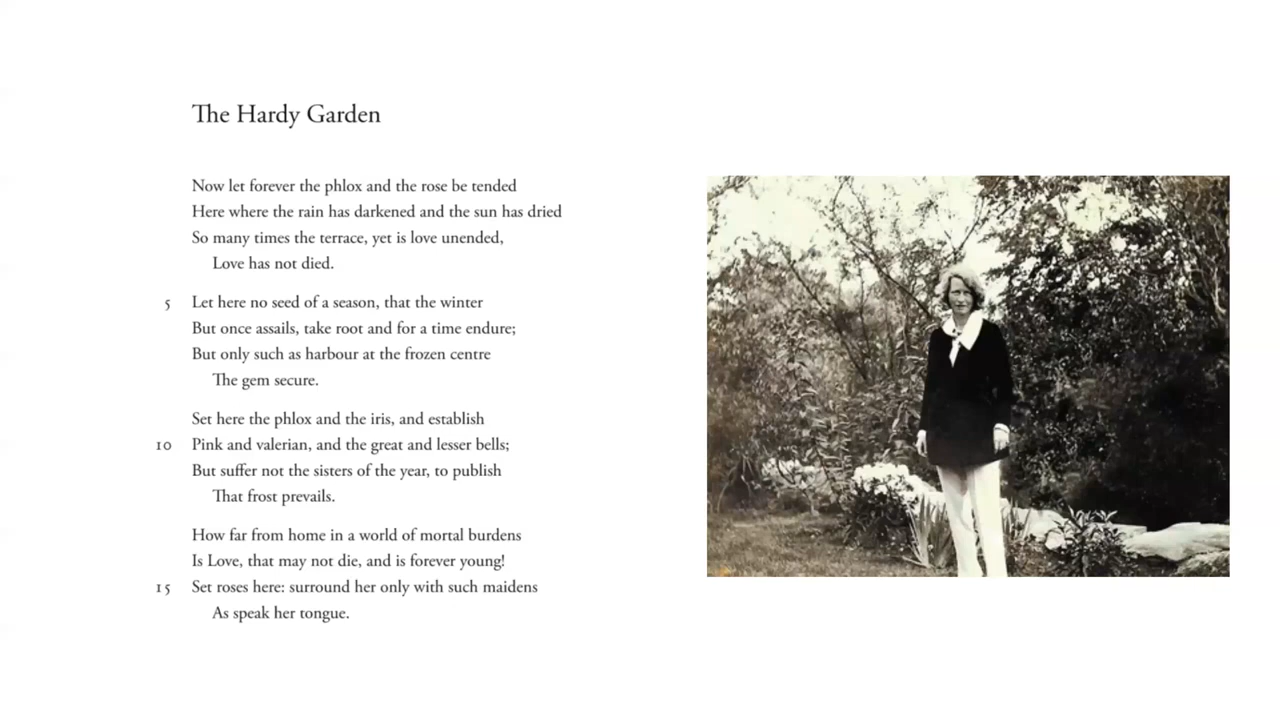 The Hardy Garden
Now let forever the phlox and the rose be tended
Here where the rain has darkened and the sun has dried
So many times the terrace, yet is love unended,
Love has not died.
5 Let here no seed of a season, that the winter
But once assails, take root and for a time endure;
But only such as harbour at the frozen centre
The gem secure.
Set here the phlox and the iris, and establish
10 Pink and valerian, and the great and lesser bells;
But suffer not the sisters of the year, to publish
That frost prevails.
How far from home in a world of mortal burdens
Is Love, that may not die, and is forever young!
15 Set roses here: surround her only with such maidens
As speak her tongue.